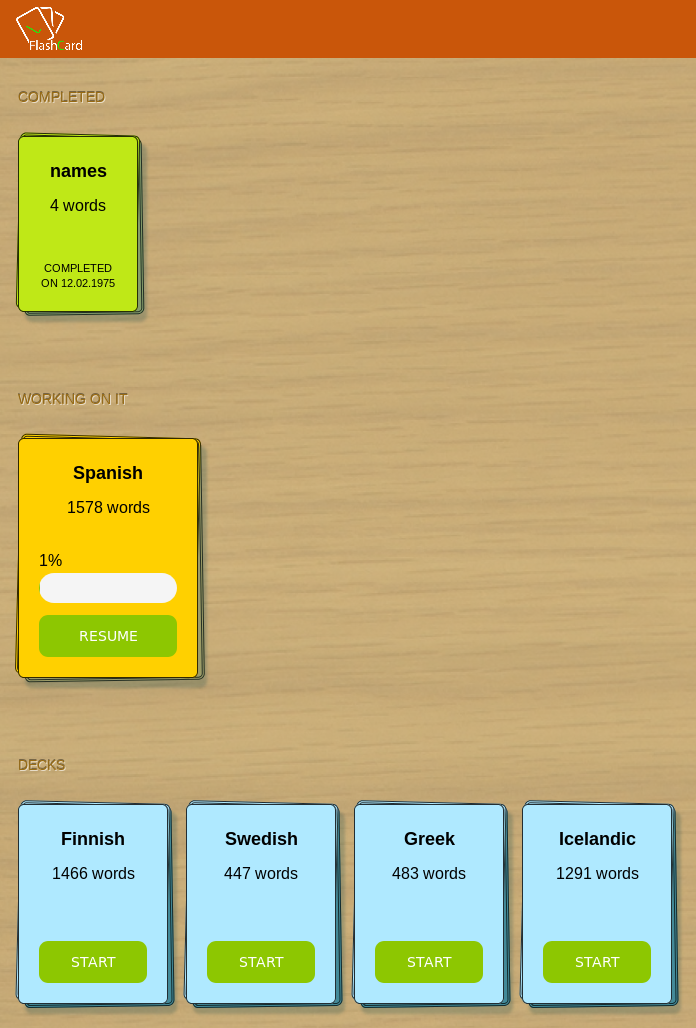 FlashCard
COMPLETED
names
4 words
COMPLETED
ON 12.02.1975
WORKING ON IT
Spanish
1578 words
1%
RESUME
DECKS
Finnish
1466 words
START
Swedish
447 words
START
Greek
483 words
START
Icelandic
1291 words
START